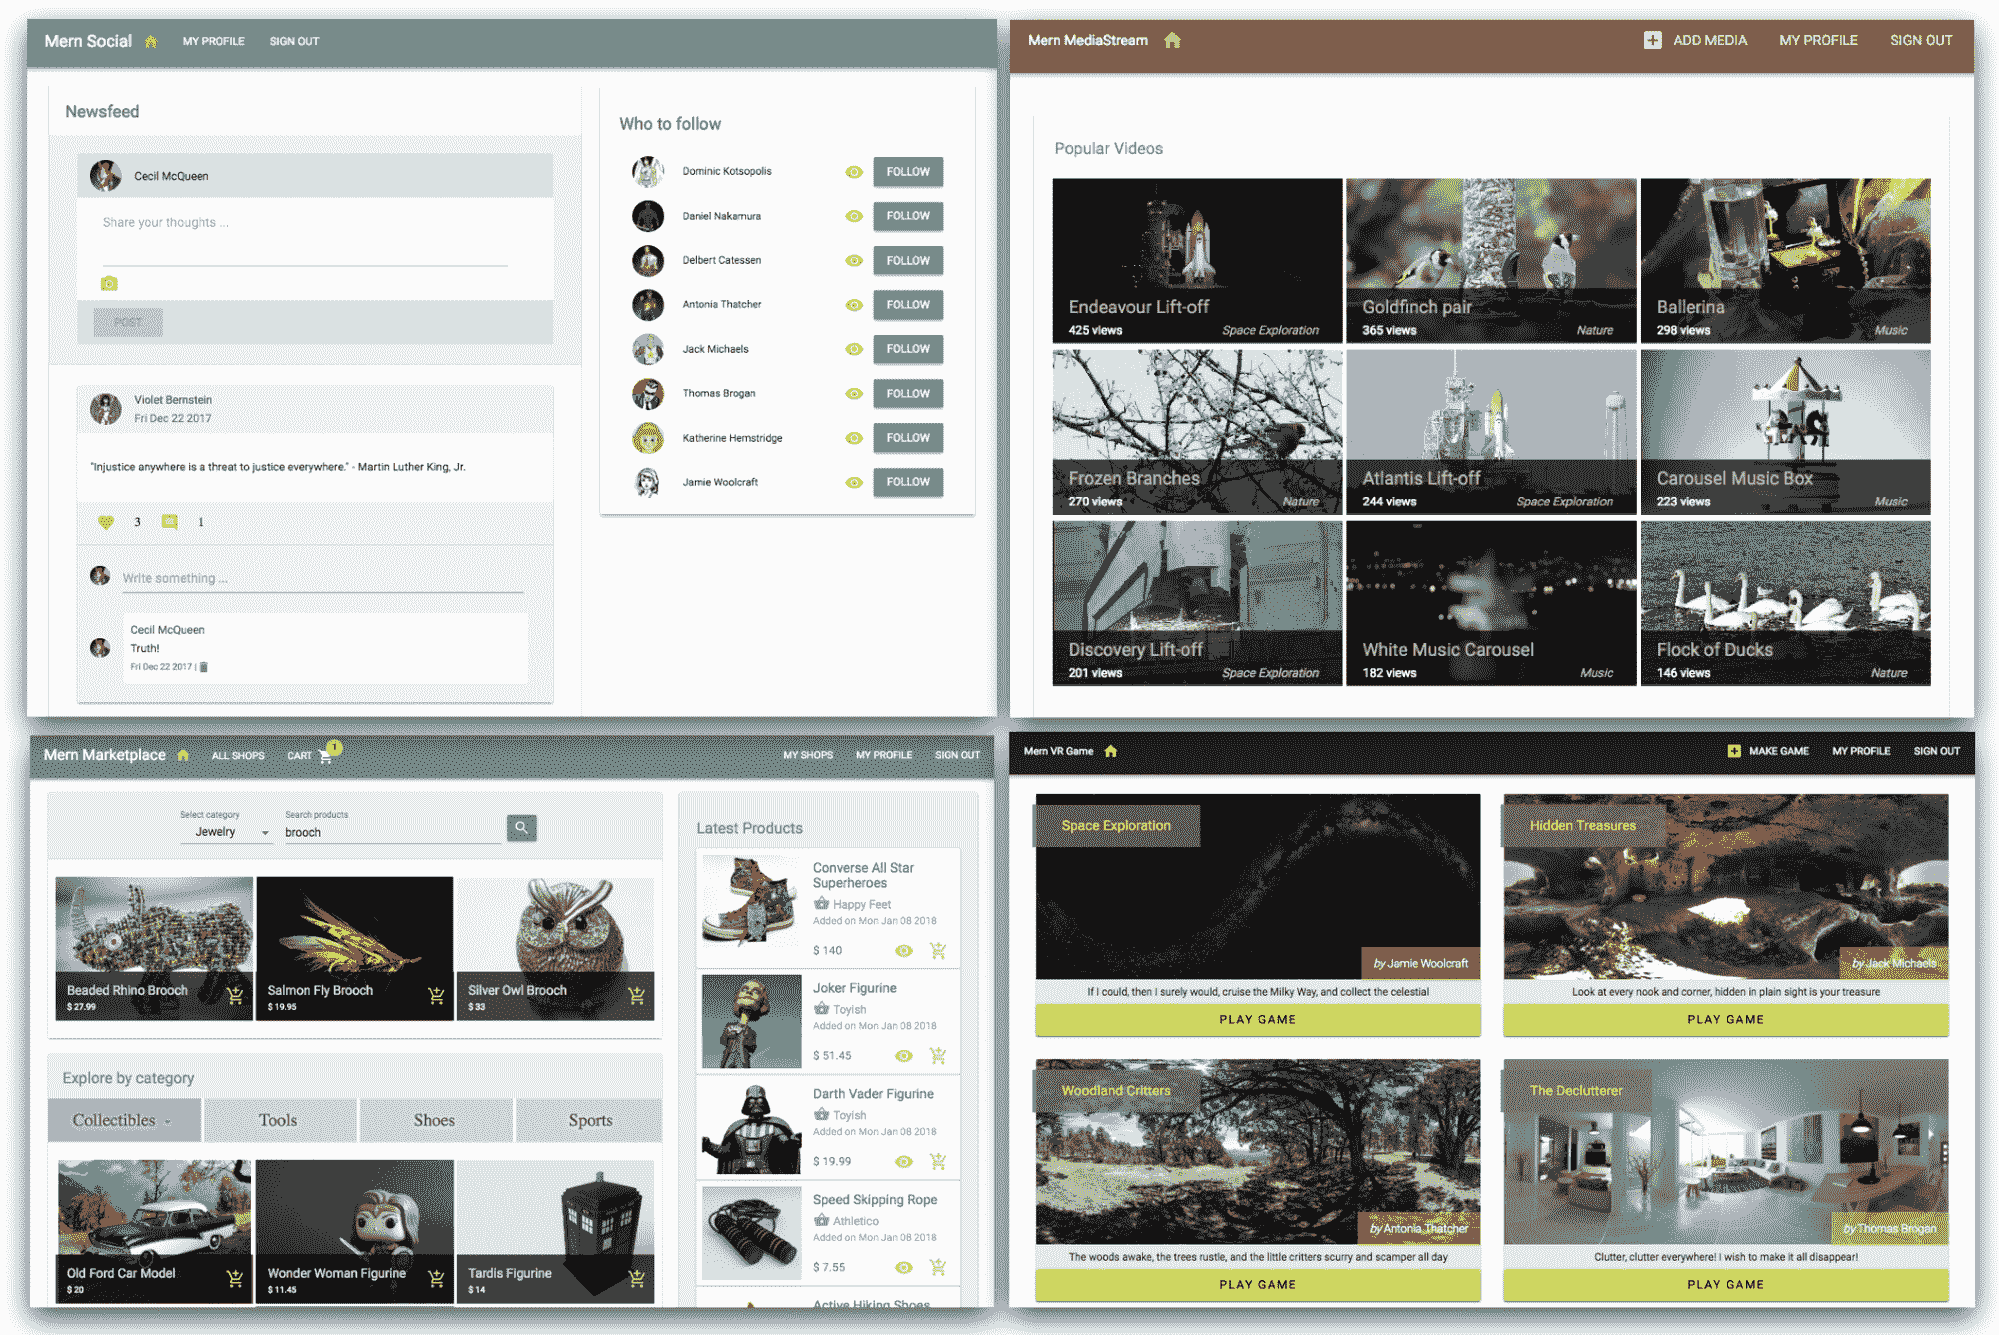 Mern Social MY PROFILE SIGN OUT
Newsfeed
Cecil McQueen
Share your thoughts ...
POST
Violet Bernstein
Fri Dec 22 2017
"Injustice anywhere is a threat to justice everywhere." - Martin Luther King, Jr.
3 1
Write something ...
Cecil McQueen
Truth!
Fri Dec 22 2017 |
Who to follow
Dominic Kotsopolis FOLLOW
Daniel Nakamura FOLLOW
Delbert Catessen FOLLOW
Antonia Thatcher FOLLOW
Jack Michaels FOLLOW
Thomas Brogan FOLLOW
Katherine Hemstridge FOLLOW
Jamie Woolcraft FOLLOW
Mern MediaStream ADD MEDIA MY PROFILE SIGN OUT
Popular Videos
Endeavour Lift-off
425 views Space Exploration
Goldfinch pair
365 views Nature
Ballerina
298 views Music
Frozen Branches
270 views Nature
Atlantis Lift-off
244 views Space Exploration
Carousel Music Box
223 views Music
Discovery Lift-off
201 views Space Exploration
White Music Carousel
182 views Music
Flock of Ducks
146 views Nature
Mern Marketplace ALL SHOPS CART 1 MY SHOPS MY PROFILE SIGN OUT
Select category Search products
Jewelry brooch
Beaded Rhino Brooch
$ 27.99
Salmon Fly Brooch
$ 19.95
Silver Owl Brooch
$ 33
Explore by category
Collectibles Tools Shoes Sports
Old Ford Car Model
$ 20
Wonder Woman Figurine
$ 11.45
Tardis Figurine
$ 14
Latest Products
Converse All Star
Superheroes
Happy Feet
Added on Mon Jan 08 2018
$ 140
Joker Figurine
Toyish
Added on Mon Jan 08 2018
$ 51.45
Darth Vader Figurine
Toyish
Added on Mon Jan 08 2018
$ 19.99
Speed Skipping Rope
Athletico
Added on Mon Jan 08 2018
$ 7.55
Active Hiking Shoes
Mern VR Game MAKE GAME MY PROFILE SIGN OUT
Space Exploration
by Jamie Woolcraft
If I could, then I surely would, cruise the Milky Way, and collect the celestial
PLAY GAME
Hidden Treasures
by Jack Michaels
Look at every nook and corner, hidden in plain sight is your treasure
PLAY GAME
Woodland Critters
by Antonia Thatcher
The woods awake, the trees rustle, and the little critters scurry and scamper all day
PLAY GAME
The Declutterer
by Thomas Brogan
Clutter, clutter everywhere! I wish to make it all disappear!
PLAY GAME